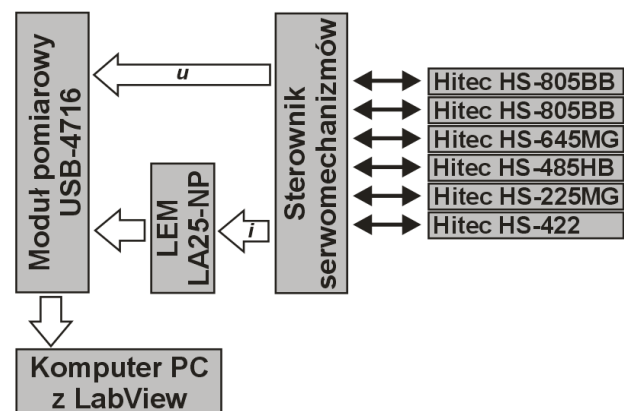 Moduł pomiarowy
USB-4716
u
LEM
LA25-NP
i
Sterownik
serwomechanizmów
Hitec HS-805BB
Hitec HS-805BB
Hitec HS-645MG
Hitec HS-485HB
Hitec HS-225MG
Hitec HS-422
Komputer PC
z LabView